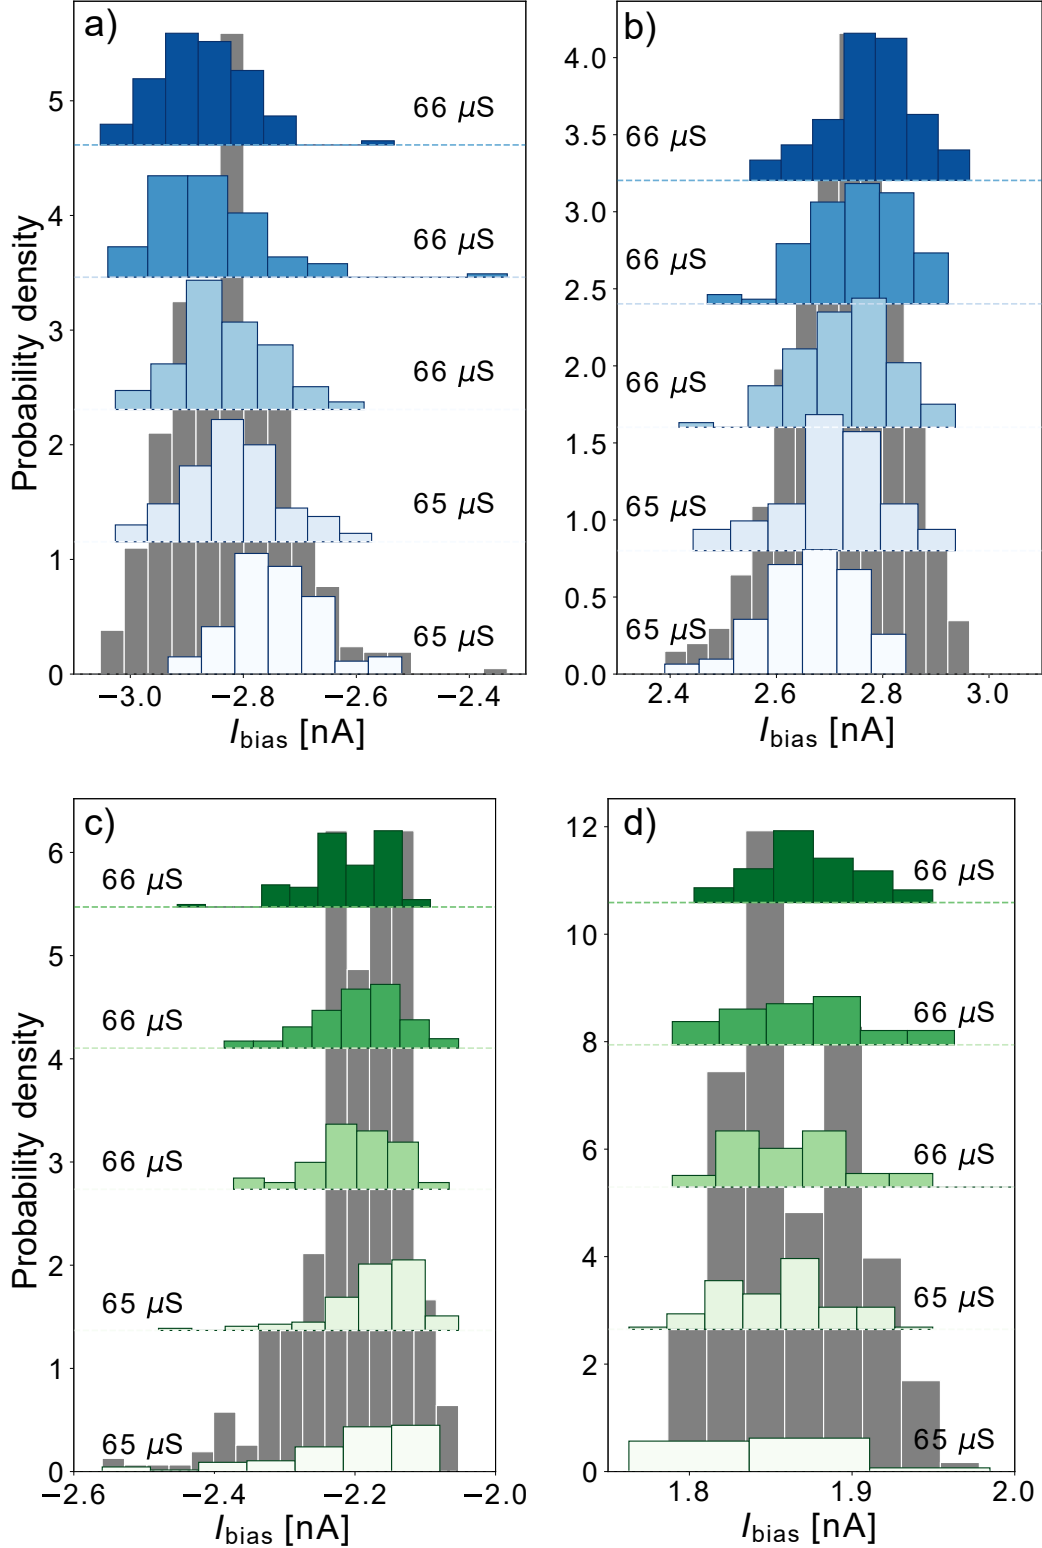 a)
5
4
3
2
1
0
Probability density
66 μS
66 μS
66 μS
65 μS
65 μS
−3.0
−2.8
−2.6
−2.4
I_bias [nA]
b)
4.0
3.5
3.0
2.5
2.0
1.5
1.0
0.5
0.0
66 μS
66 μS
66 μS
65 μS
65 μS
2.4
2.6
2.8
3.0
I_bias [nA]
c)
6
5
4
3
2
1
0
Probability density
66 μS
66 μS
66 μS
65 μS
65 μS
−2.6
−2.4
−2.2
−2.0
I_bias [nA]
d)
12
10
8
6
4
2
0
66 μS
66 μS
66 μS
65 μS
65 μS
1.8
1.9
2.0
I_bias [nA]